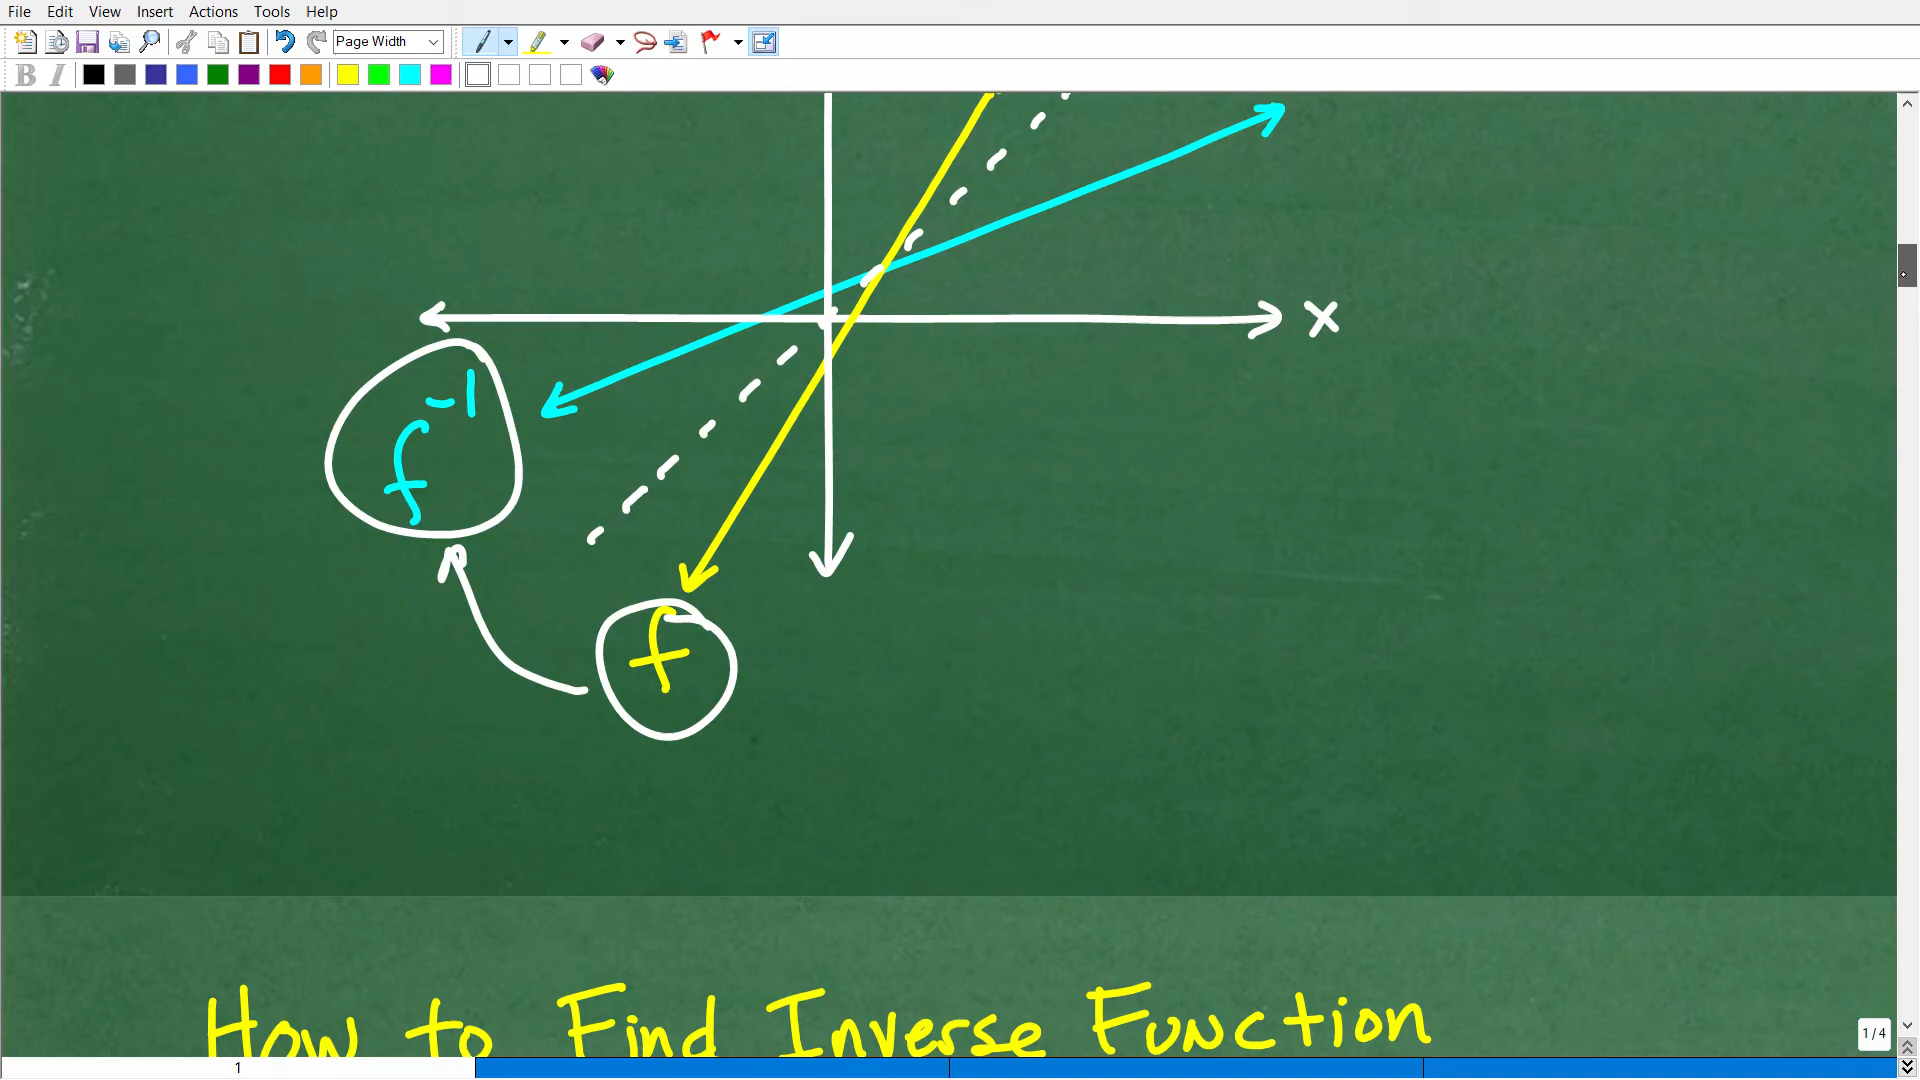 File Edit View Insert Actions Tools Help
Page Width
B I
x
f⁻¹
f
How to Find Inverse Function
1 / 4
1